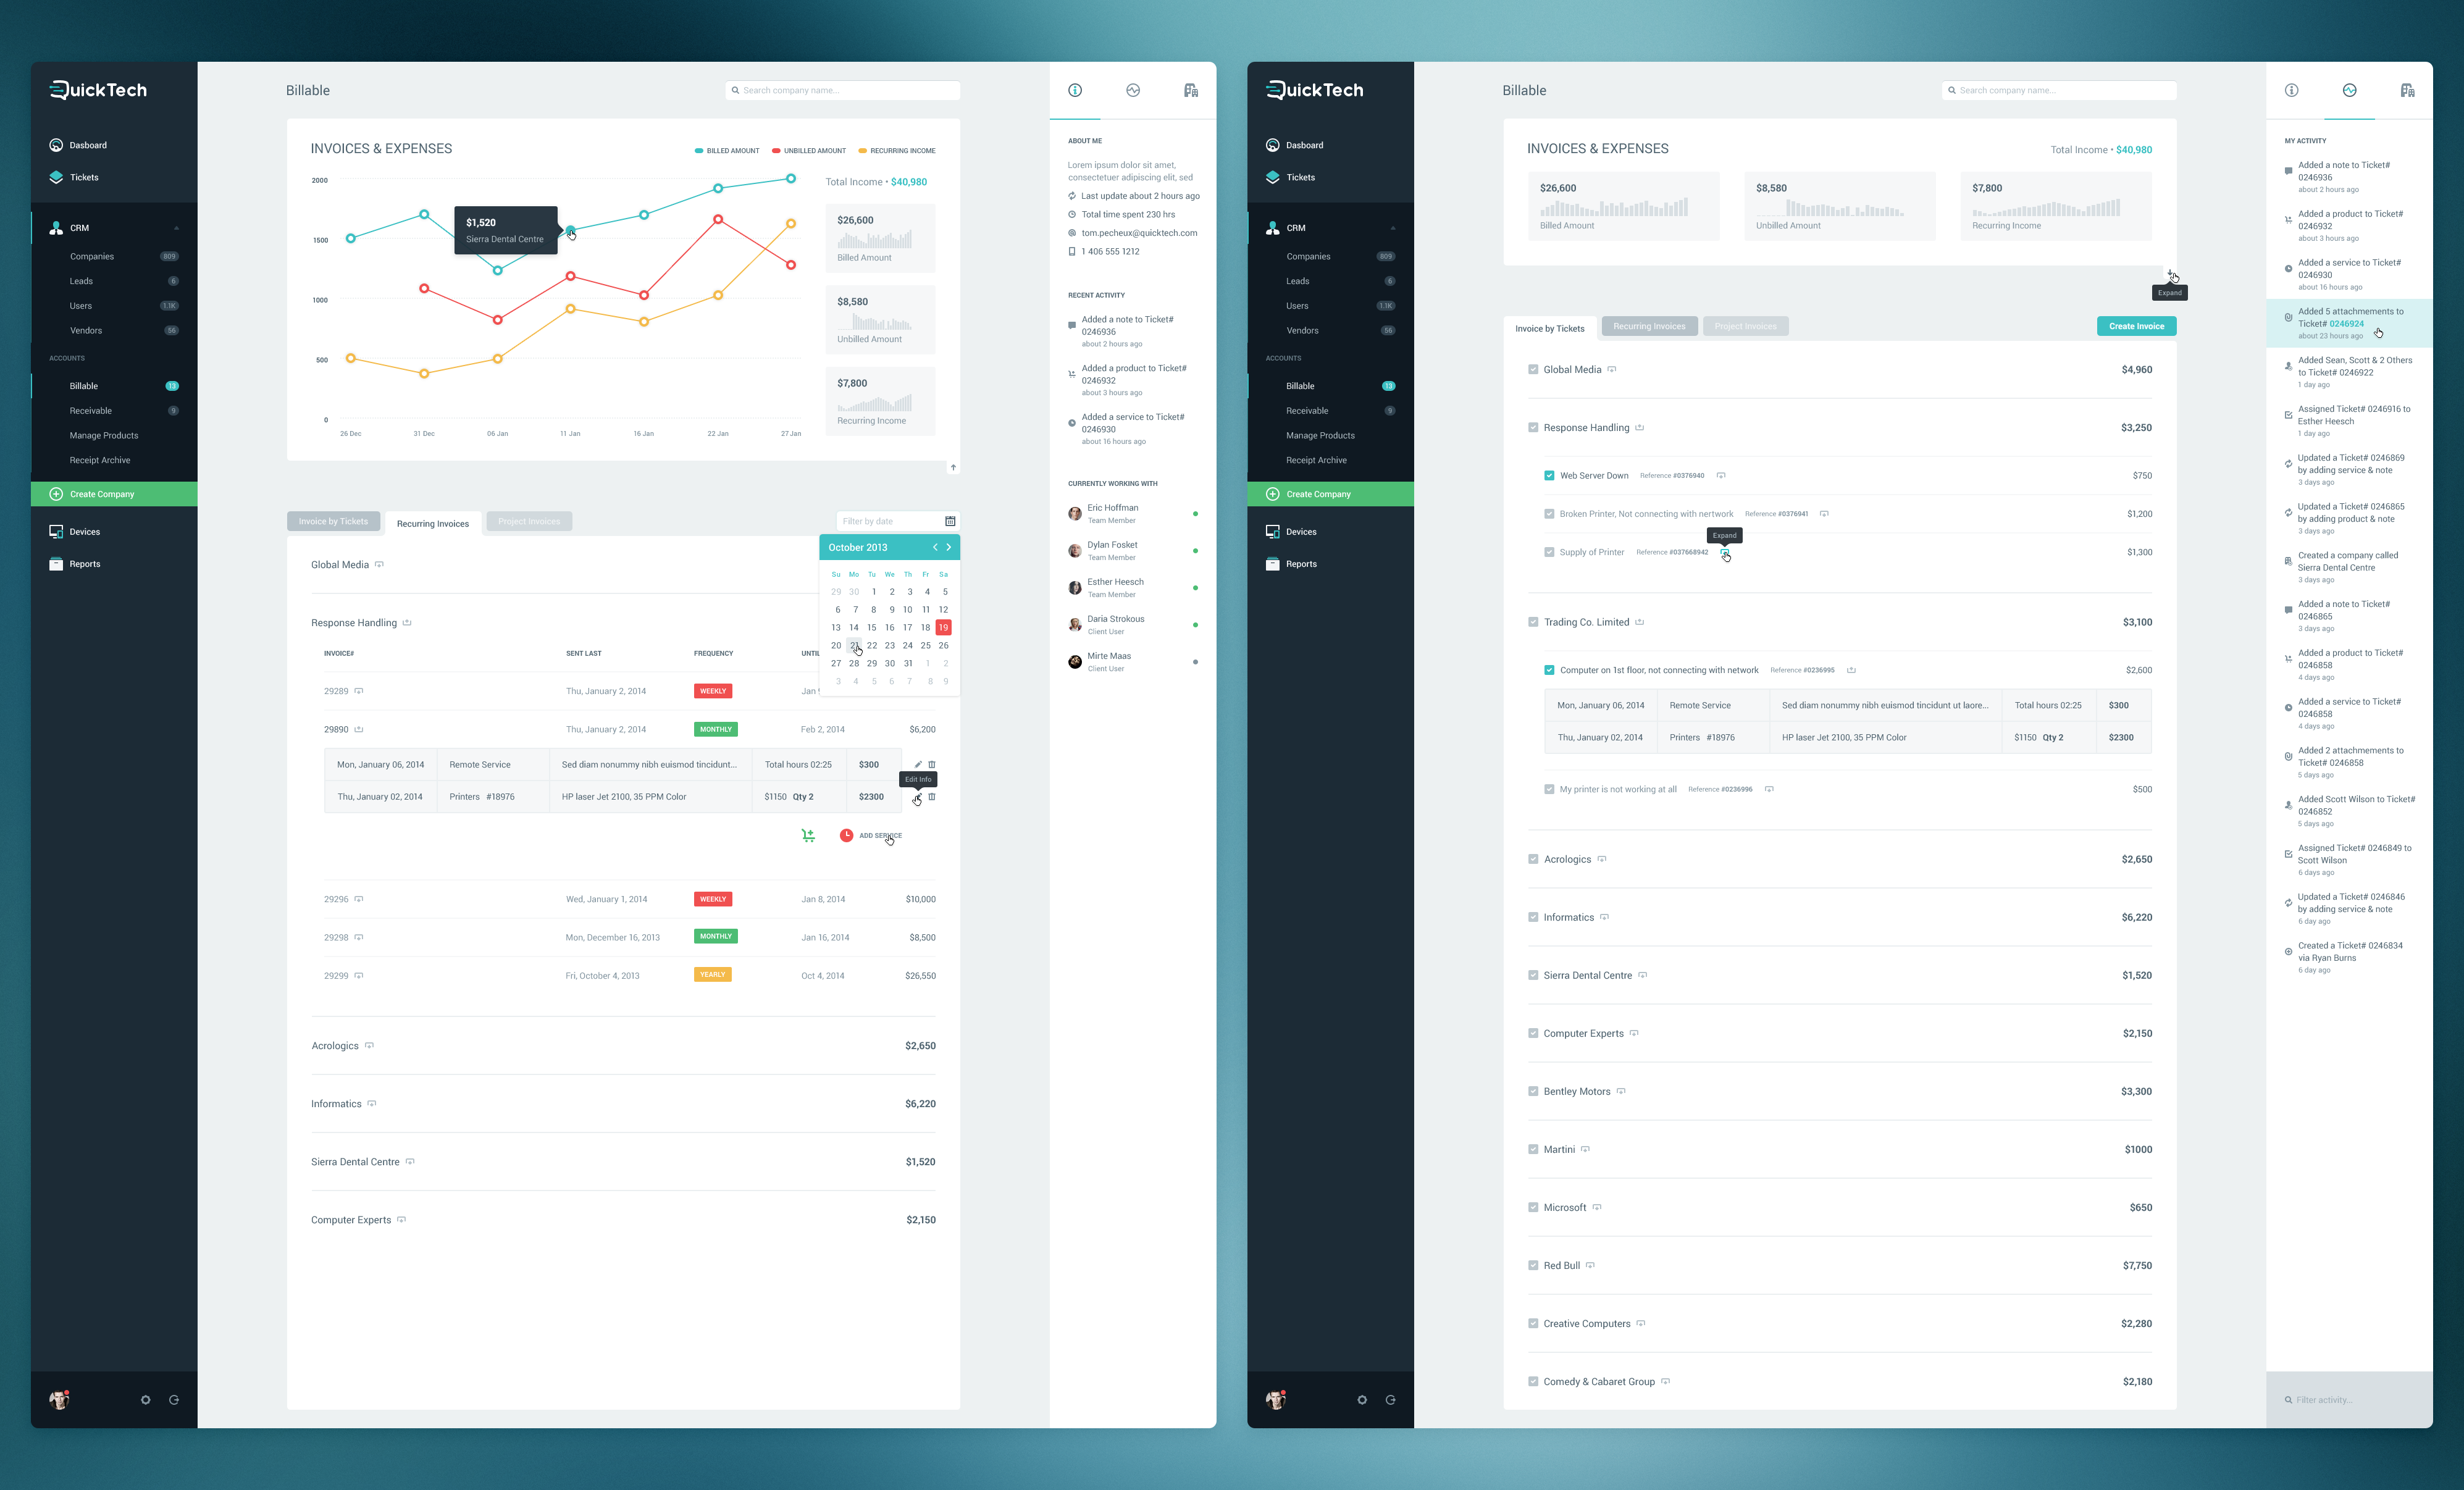 QuickTech
Dasboard
Tickets
CRM
Companies 809
Leads 6
Users 1.1K
Vendors 56
ACCOUNTS
Billable 13
Receivable 9
Manage Products
Receipt Archive
Create Company
Devices
Reports
Billable
Search company name...
INVOICES & EXPENSES
BILLED AMOUNT UNBILLED AMOUNT RECURRING INCOME
2000
1500
1000
500
0
26 Dec 31 Dec 06 Jan 11 Jan 16 Jan 22 Jan 27 Jan
$1,520
Sierra Dental Centre
Total Income • $40,980
$26,600
Billed Amount
$8,580
Unbilled Amount
$7,800
Recurring Income
Invoice by Tickets Recurring Invoices Project Invoices
Filter by date
October 2013
Su Mo Tu We Th Fr Sa
29 30 1 2 3 4 5
6 7 8 9 10 11 12
13 14 15 16 17 18 19
20 21 22 23 24 25 26
27 28 29 30 31 1 2
3 4 5 6 7 8 9
Global Media
Response Handling
INVOICE# SENT LAST FREQUENCY UNTIL
29289 Thu, January 2, 2014 WEEKLY Jan
29890 Thu, January 2, 2014 MONTHLY Feb 2, 2014 $6,200
Mon, January 06, 2014 Remote Service Sed diam nonummy nibh euismod tincidunt... Total hours 02:25 $300
Edit Info
Thu, January 02, 2014 Printers #18976 HP laser Jet 2100, 35 PPM Color $1150 Qty 2 $2300
ADD SERVICE
29296 Wed, January 1, 2014 WEEKLY Jan 8, 2014 $10,000
29298 Mon, December 16, 2013 MONTHLY Jan 16, 2014 $8,500
29299 Fri, October 4, 2013 YEARLY Oct 4, 2014 $26,550
Acrologics $2,650
Informatics $6,220
Sierra Dental Centre $1,520
Computer Experts $2,150
ABOUT ME
Lorem ipsum dolor sit amet,
consectetuer adipiscing elit, sed
Last update about 2 hours ago
Total time spent 230 hrs
tom.pecheux@quicktech.com
1 406 555 1212
RECENT ACTIVITY
Added a note to Ticket#
0246936
about 2 hours ago
Added a product to Ticket#
0246932
about 3 hours ago
Added a service to Ticket#
0246930
about 16 hours ago
CURRENTLY WORKING WITH
Eric Hoffman
Team Member
Dylan Fosket
Team Member
Esther Heesch
Team Member
Daria Strokous
Client User
Mirte Maas
Client User
QuickTech
Dasboard
Tickets
CRM
Companies 809
Leads 6
Users 1.1K
Vendors 56
ACCOUNTS
Billable 13
Receivable 9
Manage Products
Receipt Archive
Create Company
Devices
Reports
Billable
Search company name...
INVOICES & EXPENSES
Total Income • $40,980
$26,600
Billed Amount
$8,580
Unbilled Amount
$7,800
Recurring Income
Expand
Invoice by Tickets Recurring Invoices Project Invoices
Create Invoice
Global Media $4,960
Response Handling $3,250
Web Server Down Reference #0376940 $750
Broken Printer, Not connecting with nertwork Reference #0376941 $1,200
Expand
Supply of Printer Reference #037668942 $1,300
Trading Co. Limited $3,100
Computer on 1st floor, not connecting with network Reference #0236995 $2,600
Mon, January 06, 2014 Remote Service Sed diam nonummy nibh euismod tincidunt ut laore... Total hours 02:25 $300
Thu, January 02, 2014 Printers #18976 HP laser Jet 2100, 35 PPM Color $1150 Qty 2 $2300
My printer is not working at all Reference #0236996 $500
Acrologics $2,650
Informatics $6,220
Sierra Dental Centre $1,520
Computer Experts $2,150
Bentley Motors $3,300
Martini $1000
Microsoft $650
Red Bull $7,750
Creative Computers $2,280
Comedy & Cabaret Group $2,180
MY ACTIVITY
Added a note to Ticket#
0246936
about 2 hours ago
Added a product to Ticket#
0246932
about 3 hours ago
Added a service to Ticket#
0246930
about 16 hours ago
Added 5 attachmements to
Ticket# 0246924
about 23 hours ago
Added Sean, Scott & 2 Others
to Ticket# 0246922
1 day ago
Assigned Ticket# 0246916 to
Esther Heesch
1 day ago
Updated a Ticket# 0246869
by adding service & note
3 days ago
Updated a Ticket# 0246865
by adding product & note
3 days ago
Created a company called
Sierra Dental Centre
3 days ago
Added a note to Ticket#
0246865
3 days ago
Added a product to Ticket#
0246858
4 days ago
Added a service to Ticket#
0246858
4 days ago
Added 2 attachmements to
Ticket# 0246858
5 days ago
Added Scott Wilson to Ticket#
0246852
5 days ago
Assigned Ticket# 0246849 to
Scott Wilson
6 days ago
Updated a Ticket# 0246846
by adding service & note
6 day ago
Created a Ticket# 0246834
via Ryan Burns
6 day ago
Filter activity...